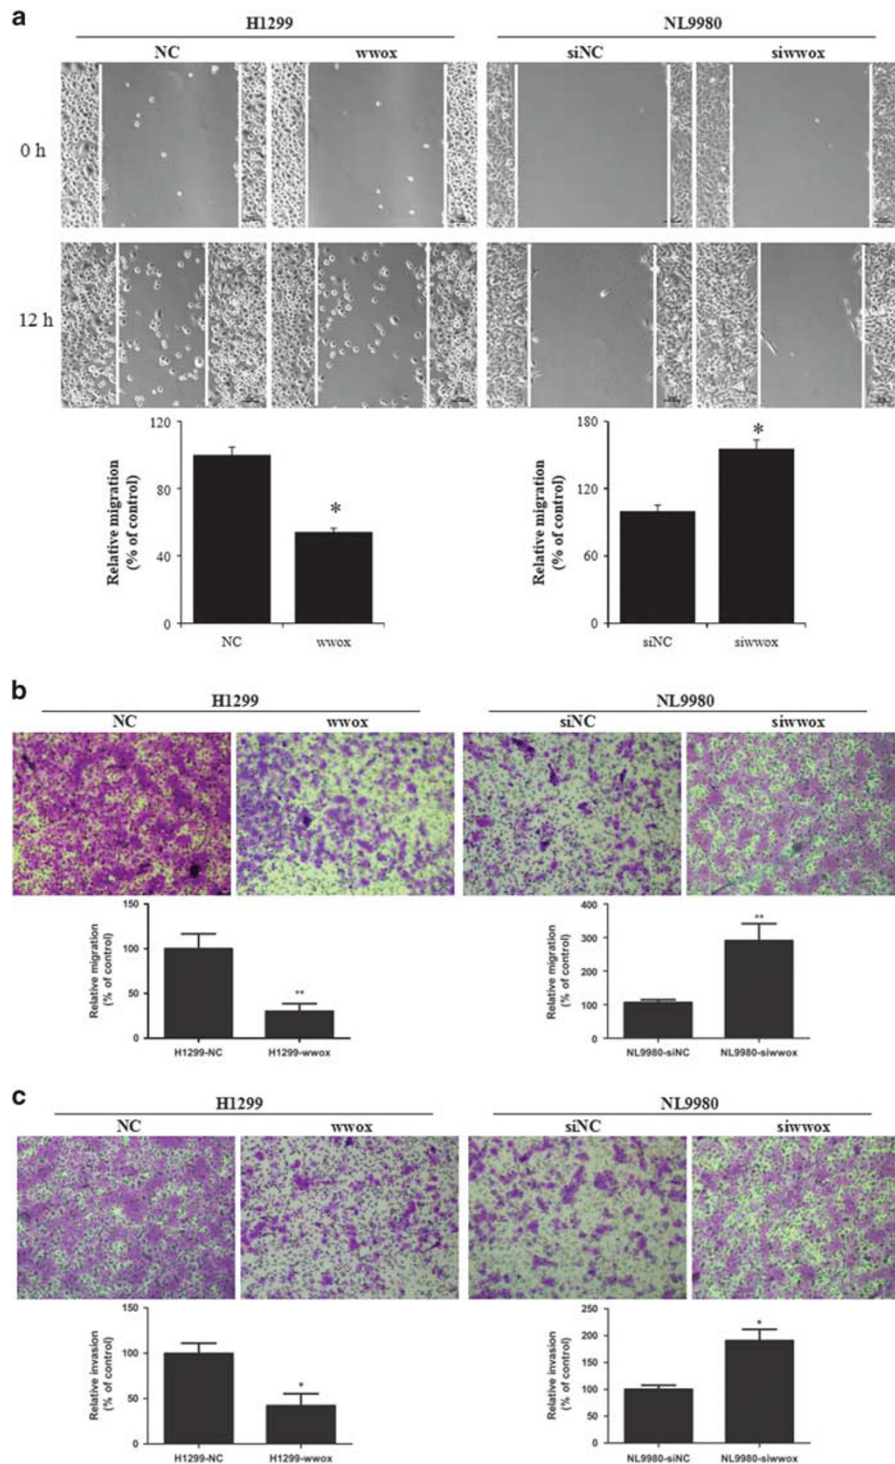 a
H1299
NL9980
NC
wwox
siNC
siwwox
0 h
12 h
Relative migration
(% of control)
120
80
40
0
*
NC
wwox
Relative migration
(% of control)
180
120
60
0
*
siNC
siwwox
b
H1299
NL9980
NC
wwox
siNC
siwwox
Relative migration
(% of control)
150
100
50
0
**
H1299-NC
H1299-wwox
Relative migration
(% of control)
400
300
200
100
0
**
NL9980-siNC
NL9980-siwwox
c
H1299
NL9980
NC
wwox
siNC
siwwox
Relative invasion
(% of control)
150
100
50
0
*
H1299-NC
H1299-wwox
Relative invasion
(% of control)
250
200
150
100
50
0
*
NL9980-siNC
NL9980-siwwox